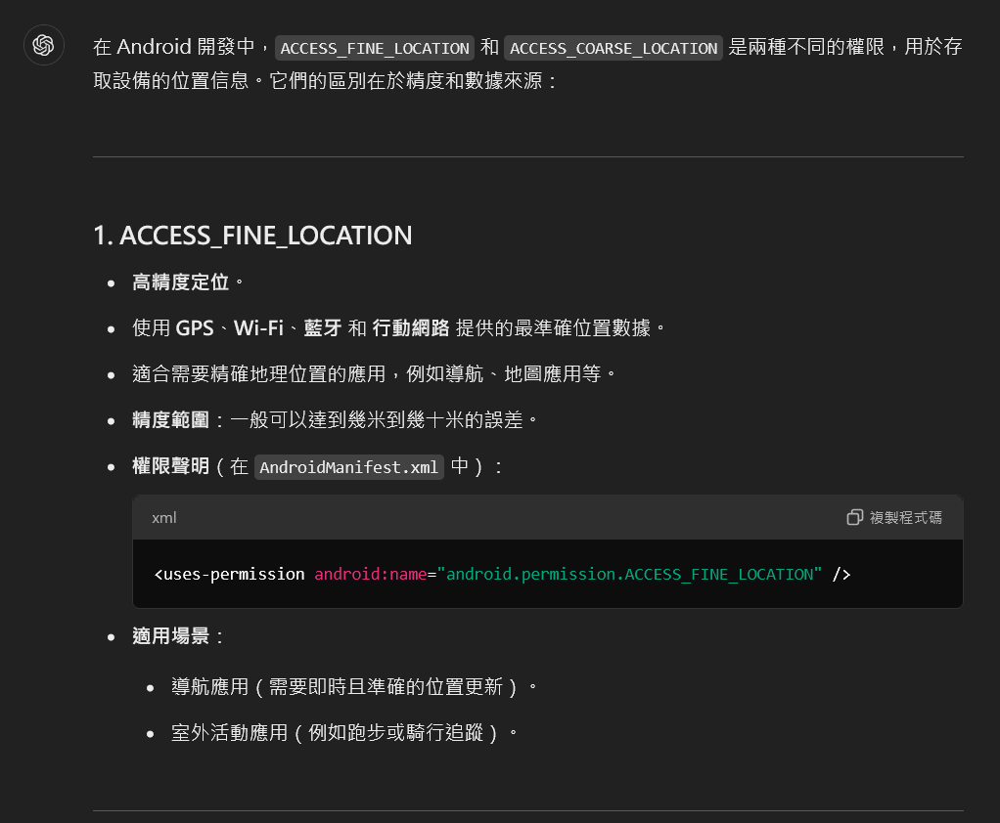 在 Android 開發中，ACCESS_FINE_LOCATION 和 ACCESS_COARSE_LOCATION 是兩種不同的權限，用於存
取設備的位置信息。它們的區別在於精度和數據來源：
1. ACCESS_FINE_LOCATION
• 高精度定位。
• 使用 GPS、Wi-Fi、藍牙 和 行動網路 提供的最準確位置數據。
• 適合需要精確地理位置的應用，例如導航、地圖應用等。
• 精度範圍：一般可以達到幾米到幾十米的誤差。
• 權限聲明（在 AndroidManifest.xml 中）：
xml 複製程式碼
<uses-permission android:name="android.permission.ACCESS_FINE_LOCATION" />
• 適用場景：
• 導航應用（需要即時且準確的位置更新）。
• 室外活動應用（例如跑步或騎行追蹤）。